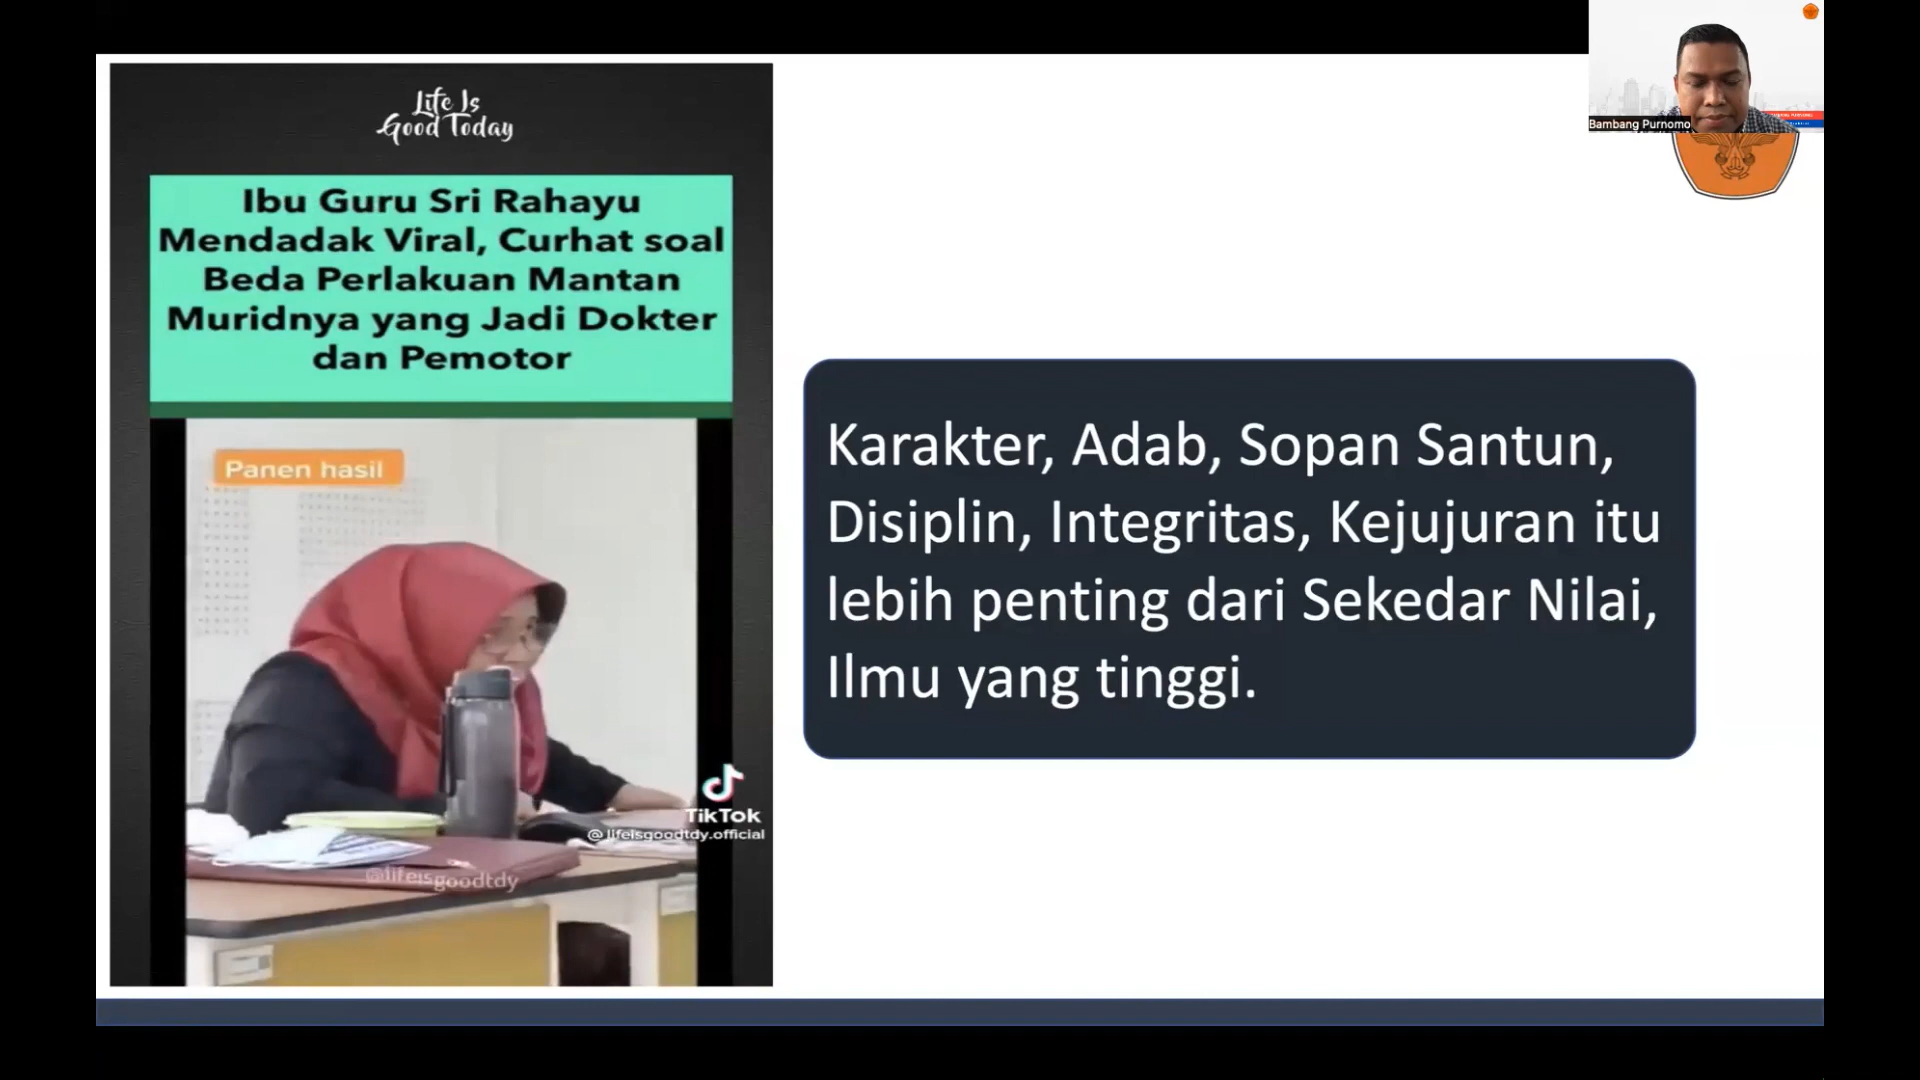 Life Is
Good Today
Ibu Guru Sri Rahayu
Mendadak Viral, Curhat soal
Beda Perlakuan Mantan
Muridnya yang Jadi Dokter
dan Pemotor
Panen hasil
TikTok
@lifeisgoodtdy.official
@lifeisgoodtdy
Karakter, Adab, Sopan Santun,
Disiplin, Integritas, Kejujuran itu
lebih penting dari Sekedar Nilai,
Ilmu yang tinggi.
Bambang Purnomo